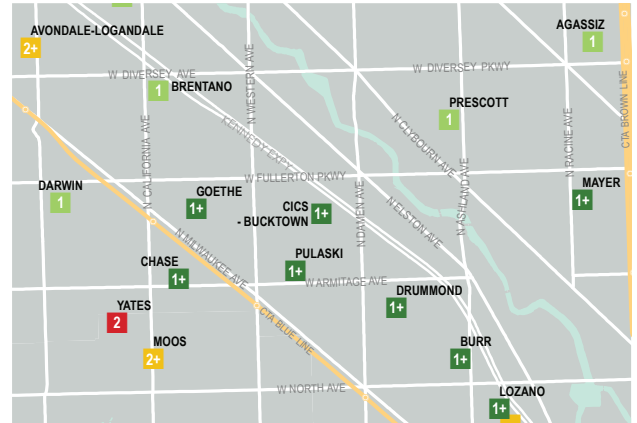 AVONDALE-LOGANDALE
2+
AGASSIZ
1
W DIVERSEY AVE
W DIVERSEY PKWY
BRENTANO
1
N WESTERN AVE
KENNEDY EXPY
N CALIFORNIA AVE
PRESCOTT
1
N CLYBOURN AVE
N ASHLAND AVE
N RACINE AVE
CTA BROWN LINE
W FULLERTON PKWY
DARWIN
1
GOETHE
1+
CICS
- BUCKTOWN
1+
N DAMEN AVE
N ELSTON AVE
MAYER
1+
N MILWAUKEE AVE
CHASE
1+
PULASKI
1+
W ARMITAGE AVE
DRUMMOND
1+
YATES
2
MOOS
2+
CTA BLUE LINE
BURR
1+
W NORTH AVE
LOZANO
1+